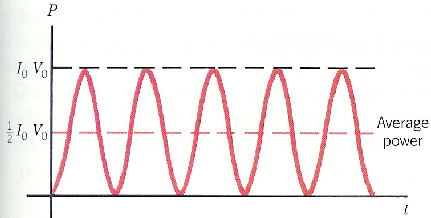 P
I₀ V₀
½ I₀ V₀
Average
power
t